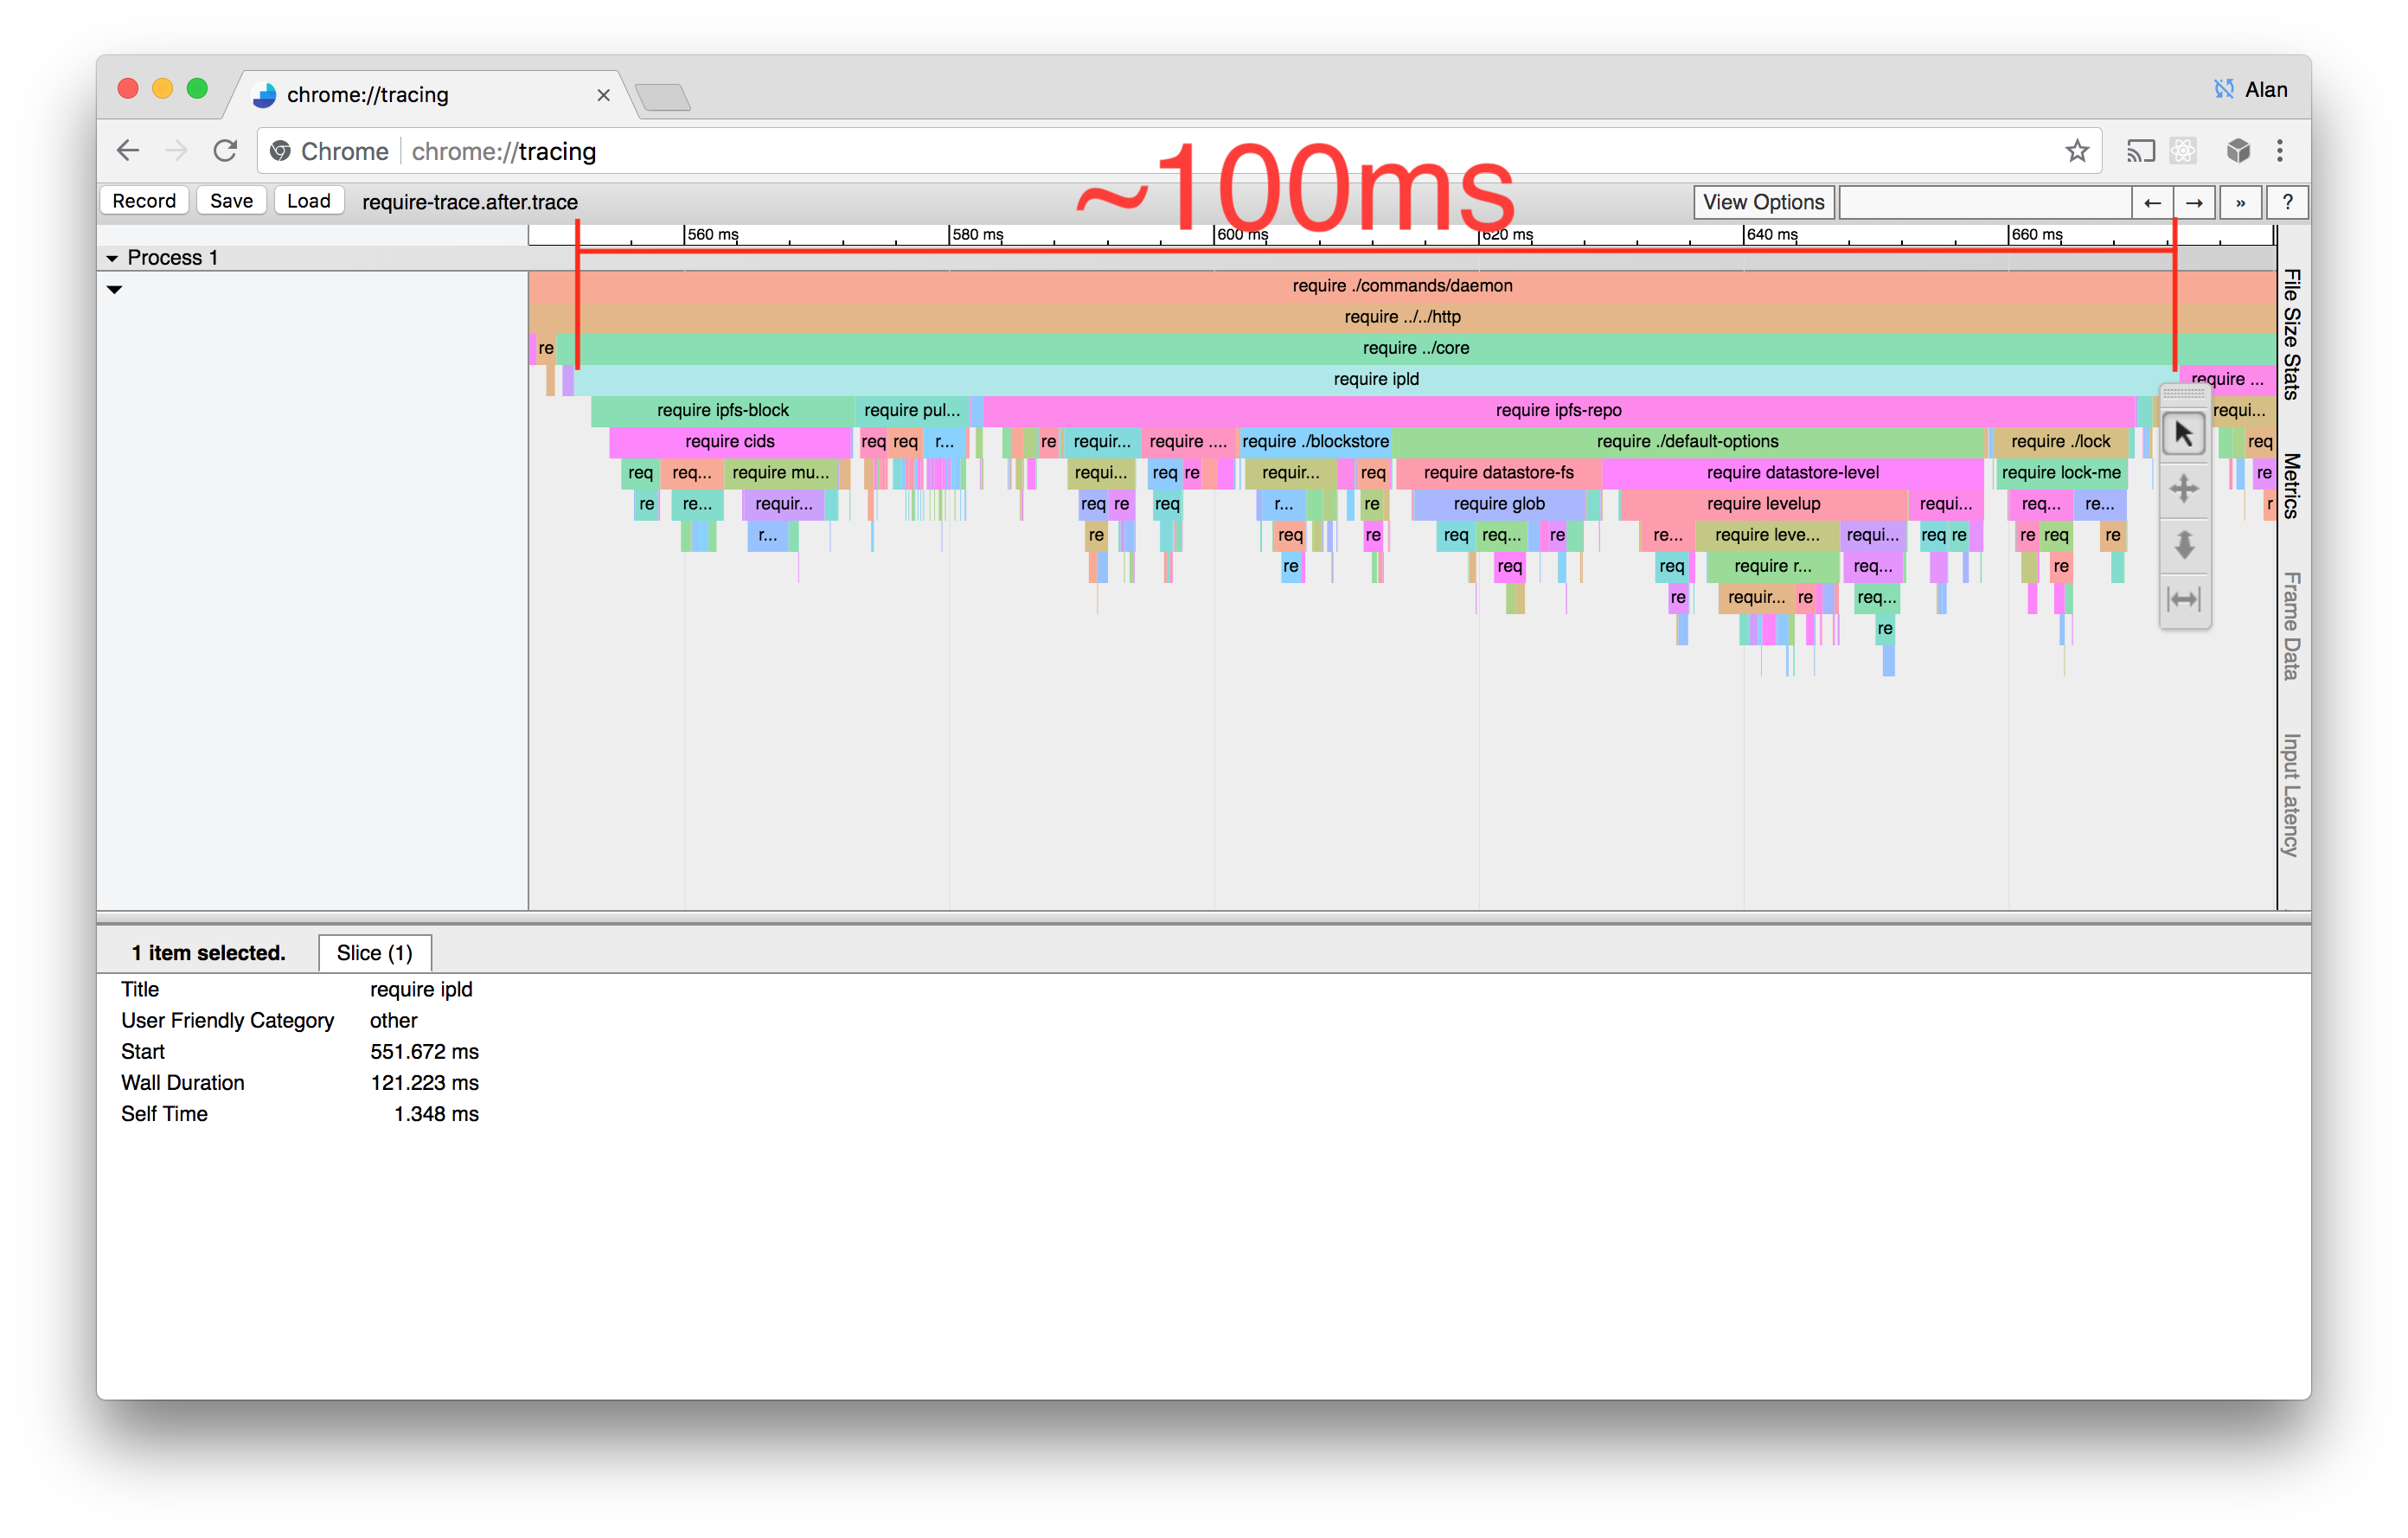 chrome://tracing
Alan
Chrome chrome://tracing
~100ms
Record Save Load require-trace.after.trace View Options ← → » ?
560 ms 580 ms 600 ms 620 ms 640 ms 660 ms
Process 1
require ./commands/daemon
require ../../http
re require ../core
require ipld require ...
require ipfs-block require pul... require ipfs-repo requi...
require cids req req r... re requir... require .... require ./blockstore require ./default-options require ./lock req
req req... require mu... requi... req re requir... req require datastore-fs require datastore-level require lock-me re
re re... requir... req re req r... re require glob require levelup requi... req... re... r
r... re req re req req... re re... require leve... requi... req re re req re
re req req require r... req... re
re requir... re req...
re
File Size Stats
Metrics
Frame Data
Input Latency
1 item selected. Slice (1)
Title require ipld
User Friendly Category other
Start 551.672 ms
Wall Duration 121.223 ms
Self Time 1.348 ms